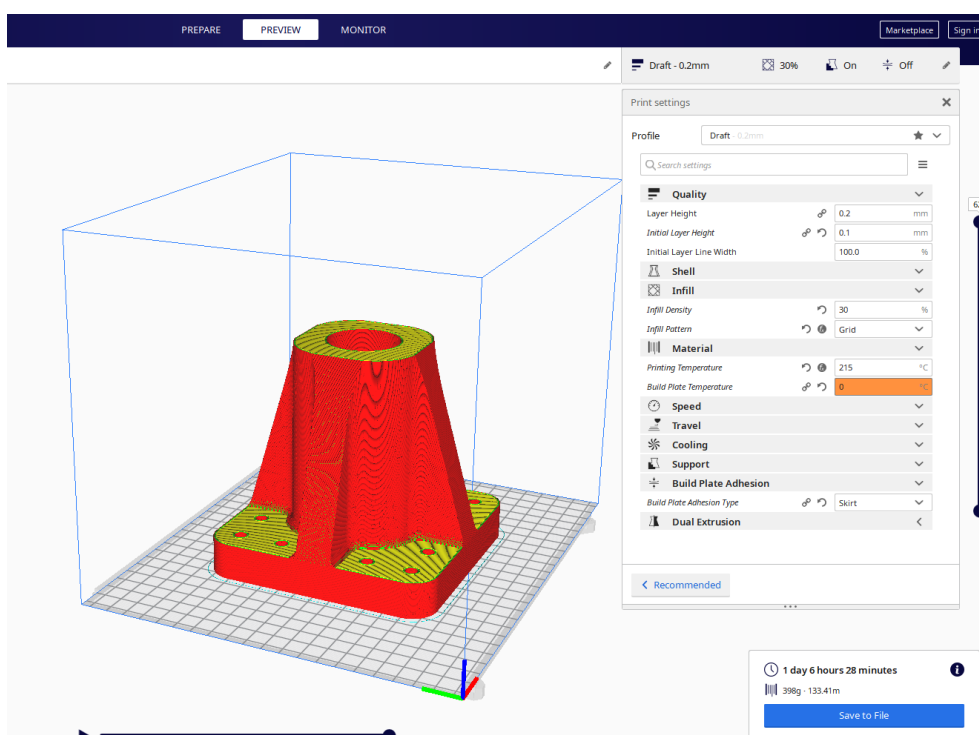 PREPARE PREVIEW MONITOR Marketplace Sign in
Draft - 0.2mm 30% On Off
Print settings
Profile Draft - 0.2mm
Search settings
Quality
Layer Height 0.2 mm
Initial Layer Height 0.1 mm
Initial Layer Line Width 100.0 %
Shell
Infill
Infill Density 30 %
Infill Pattern Grid
Material
Printing Temperature 215 °C
Build Plate Temperature 0 °C
Speed
Travel
Cooling
Support
Build Plate Adhesion
Build Plate Adhesion Type Skirt
Dual Extrusion
Recommended
1 day 6 hours 28 minutes
398g · 133.41m
Save to File